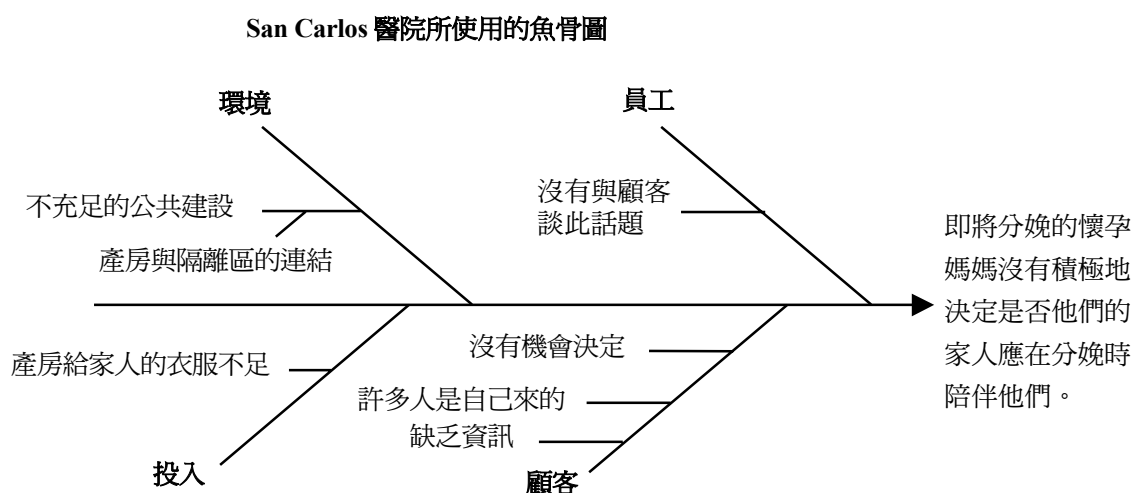 San Carlos 醫院所使用的魚骨圖
環境
員工
不充足的公共建設
產房與隔離區的連結
沒有與顧客
談此話題
即將分娩的懷孕
媽媽沒有積極地
決定是否他們的
家人應在分娩時
陪伴他們。
產房給家人的衣服不足
沒有機會決定
許多人是自己來的
缺乏資訊
投入
顧客